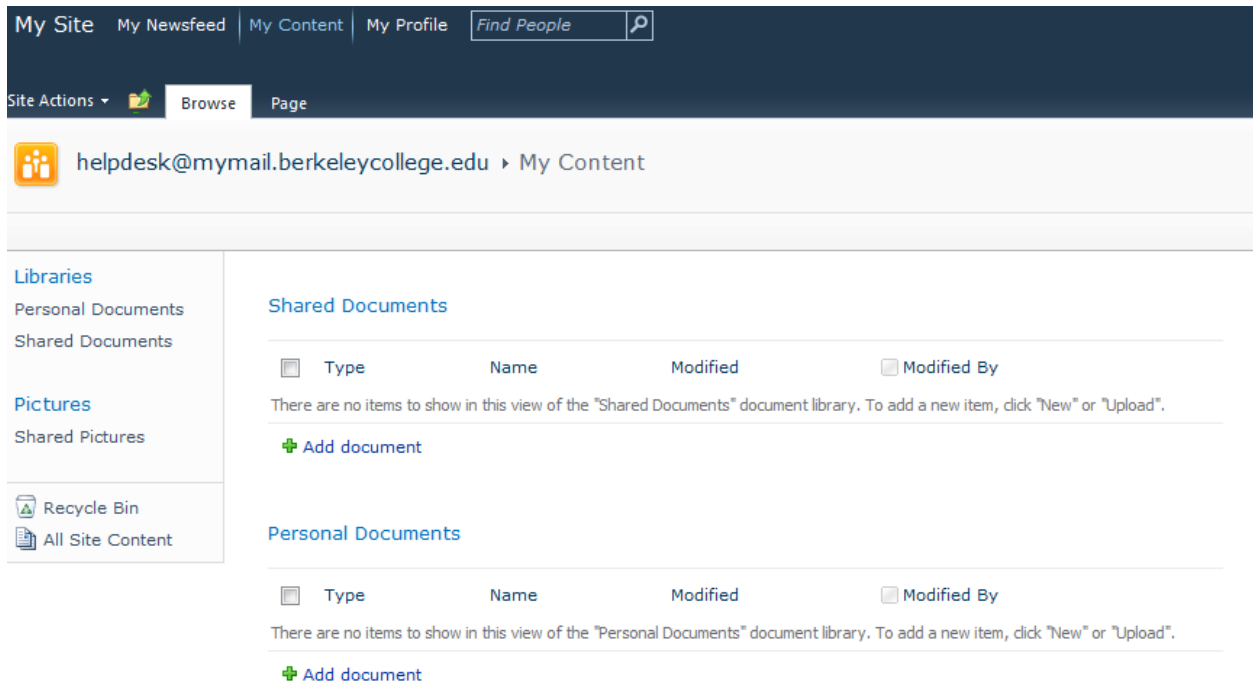 My Site My Newsfeed My Content My Profile Find People
Site Actions Browse Page
helpdesk@mymail.berkeleycollege.edu My Content
Libraries
Personal Documents
Shared Documents
Pictures
Shared Pictures
Recycle Bin
All Site Content
Shared Documents
Type Name Modified Modified By
There are no items to show in this view of the "Shared Documents" document library. To add a new item, click "New" or "Upload".
Add document
Personal Documents
Type Name Modified Modified By
There are no items to show in this view of the "Personal Documents" document library. To add a new item, click "New" or "Upload".
Add document